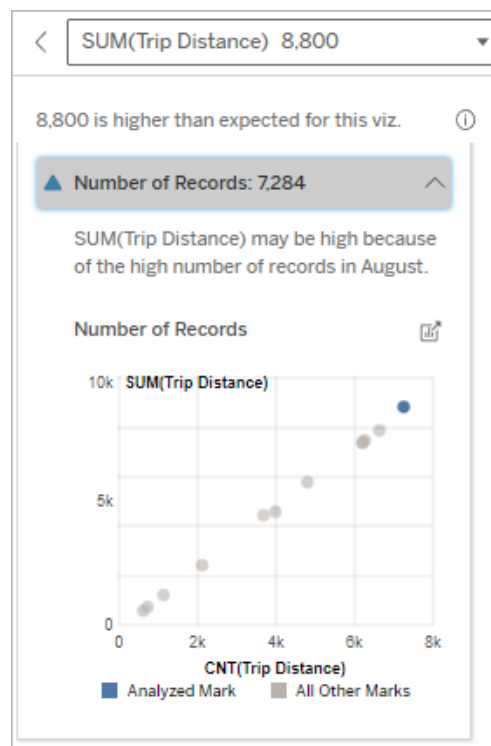 SUM(Trip Distance) 8,800
8,800 is higher than expected for this viz.
Number of Records: 7,284
SUM(Trip Distance) may be high because
of the high number of records in August.
Number of Records
10k
SUM(Trip Distance)
5k
0
0 2k 4k 6k 8k
CNT(Trip Distance)
Analyzed Mark All Other Marks